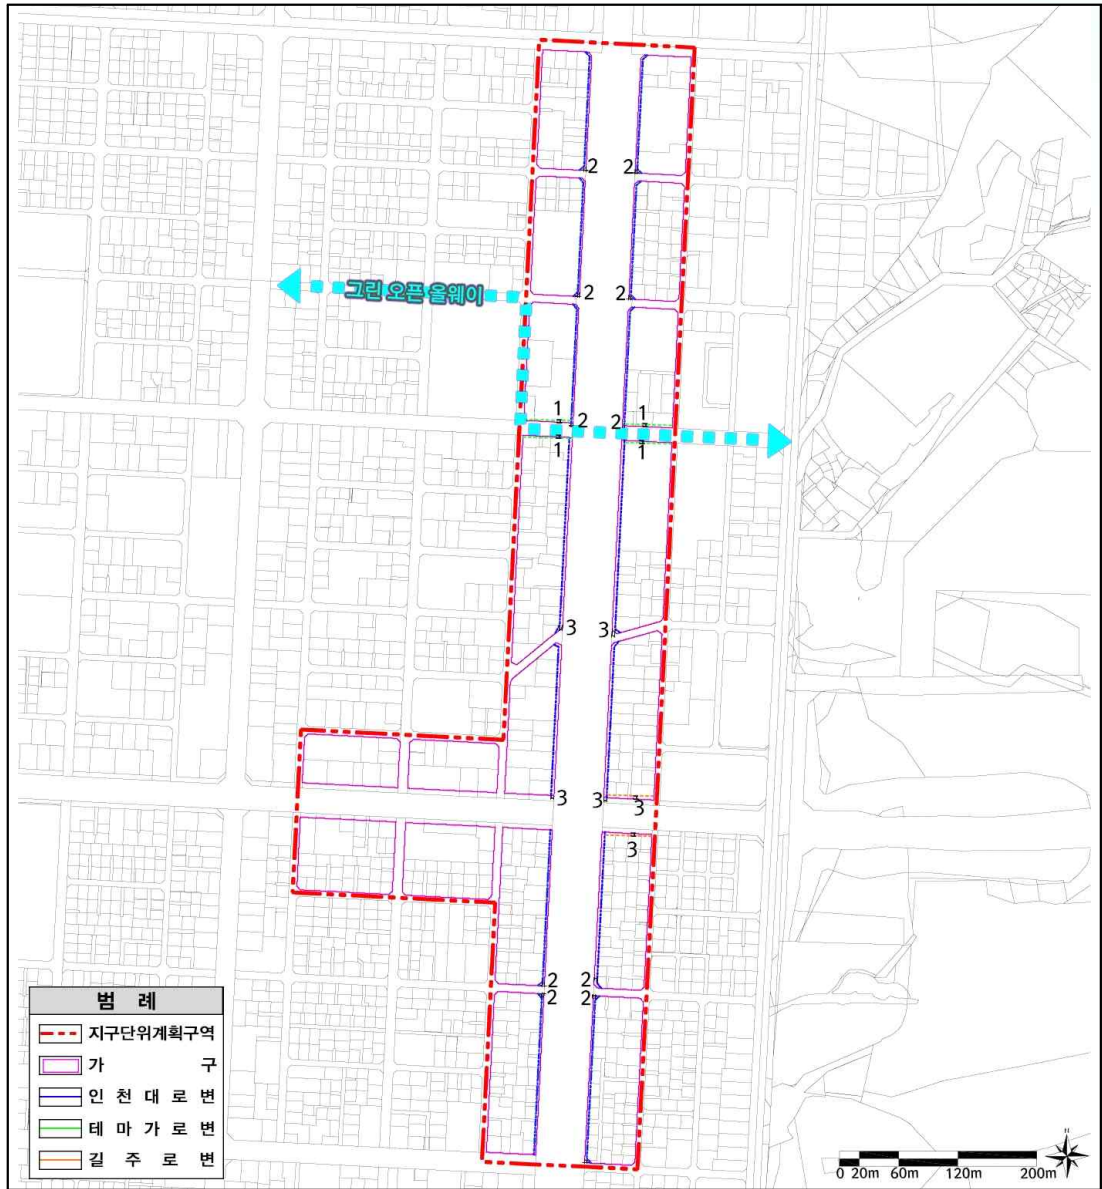 2 2
그린 오픈 올웨이
2 2
1 1
2 2
1 1
3 3
3 3
3
3
2 2
2 2
범 례
지구단위계획구역
가 구
인 천 대 로 변
테 마 가 로 변
길 주 로 변
N
0 20m 60m 120m 200m